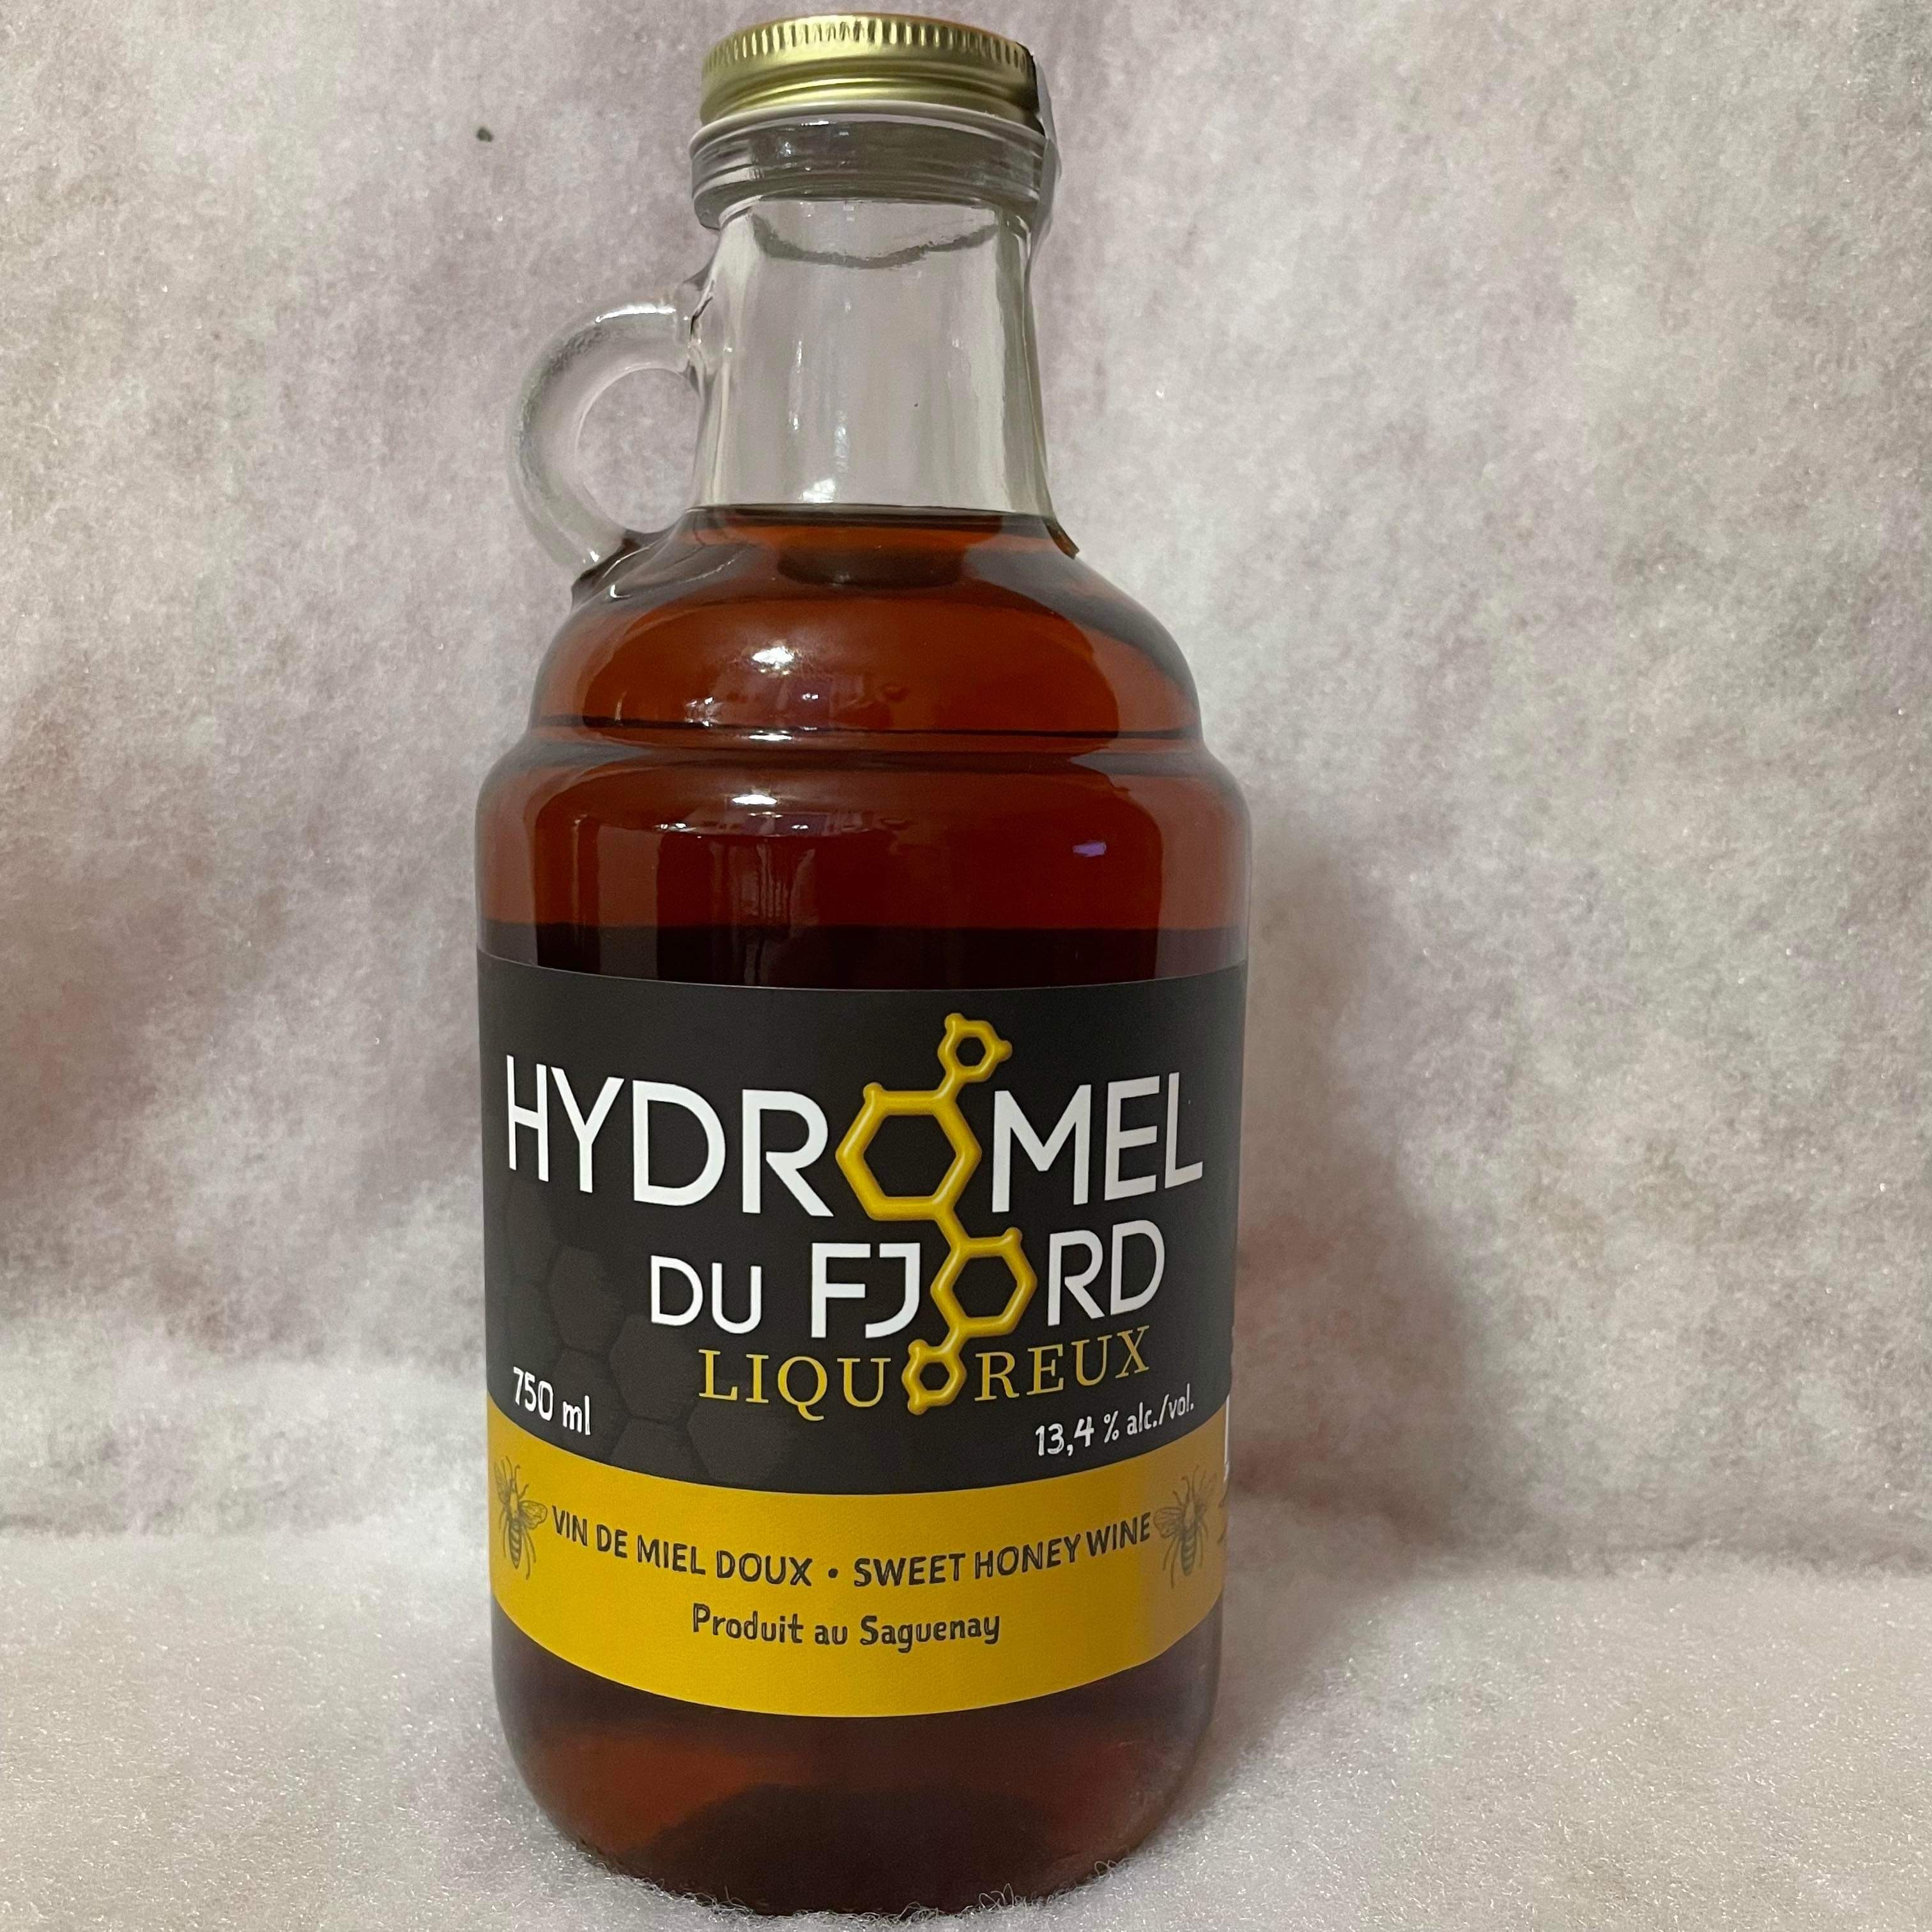 HYDROMEL
DU FJORD
LIQUOREUX
750 ml
13,4 % alc./vol.
VIN DE MIEL DOUX • SWEET HONEY WINE
Produit au Saguenay